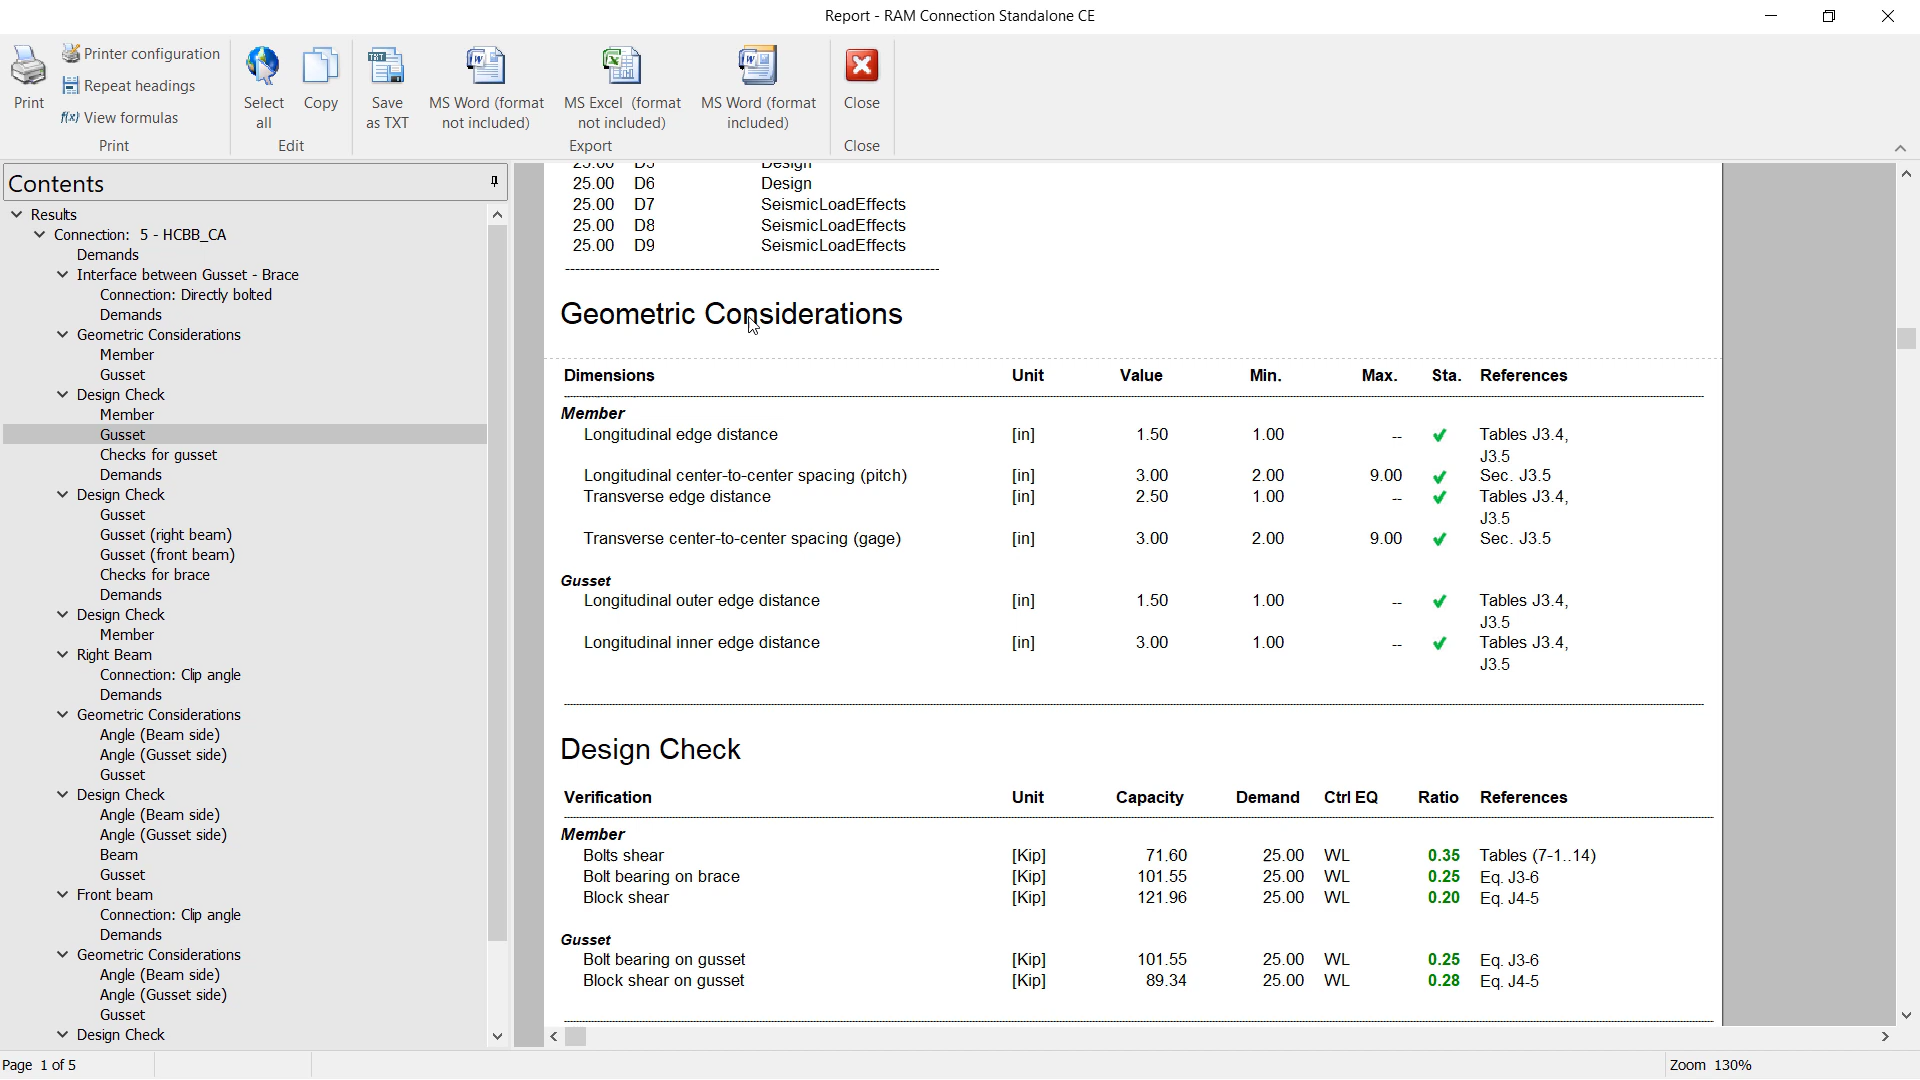 Report - RAM Connection Standalone CE
Print
Printer configuration
Repeat headings
f(x) View formulas
Print
Select
all
Copy
Edit
TXT
Save
as TXT
MS Word (format
not included)
MS Excel (format
not included)
MS Word (format
included)
Export
Close
Close
Contents
Results
Connection: 5 - HCBB_CA
Demands
Interface between Gusset - Brace
Connection: Directly bolted
Demands
Geometric Considerations
Member
Gusset
Design Check
Member
Gusset
Checks for gusset
Demands
Design Check
Gusset
Gusset (right beam)
Gusset (front beam)
Checks for brace
Demands
Design Check
Member
Right Beam
Connection: Clip angle
Demands
Geometric Considerations
Angle (Beam side)
Angle (Gusset side)
Gusset
Design Check
Angle (Beam side)
Angle (Gusset side)
Beam
Gusset
Front beam
Connection: Clip angle
Demands
Geometric Considerations
Angle (Beam side)
Angle (Gusset side)
Gusset
Design Check
25.00 D5 Design
25.00 D6 Design
25.00 D7 SeismicLoadEffects
25.00 D8 SeismicLoadEffects
25.00 D9 SeismicLoadEffects
Geometric Considerations
Dimensions Unit Value Min. Max. Sta. References
Member
Longitudinal edge distance [in] 1.50 1.00 -- ✔ Tables J3.4,
J3.5
Longitudinal center-to-center spacing (pitch) [in] 3.00 2.00 9.00 ✔ Sec. J3.5
Transverse edge distance [in] 2.50 1.00 -- ✔ Tables J3.4,
J3.5
Transverse center-to-center spacing (gage) [in] 3.00 2.00 9.00 ✔ Sec. J3.5
Gusset
Longitudinal outer edge distance [in] 1.50 1.00 -- ✔ Tables J3.4,
J3.5
Longitudinal inner edge distance [in] 3.00 1.00 -- ✔ Tables J3.4,
J3.5
Design Check
Verification Unit Capacity Demand Ctrl EQ Ratio References
Member
Bolts shear [Kip] 71.60 25.00 WL 0.35 Tables (7-1..14)
Bolt bearing on brace [Kip] 101.55 25.00 WL 0.25 Eq. J3-6
Block shear [Kip] 121.96 25.00 WL 0.20 Eq. J4-5
Gusset
Bolt bearing on gusset [Kip] 101.55 25.00 WL 0.25 Eq. J3-6
Block shear on gusset [Kip] 89.34 25.00 WL 0.28 Eq. J4-5
Page 1 of 5
Zoom 130%